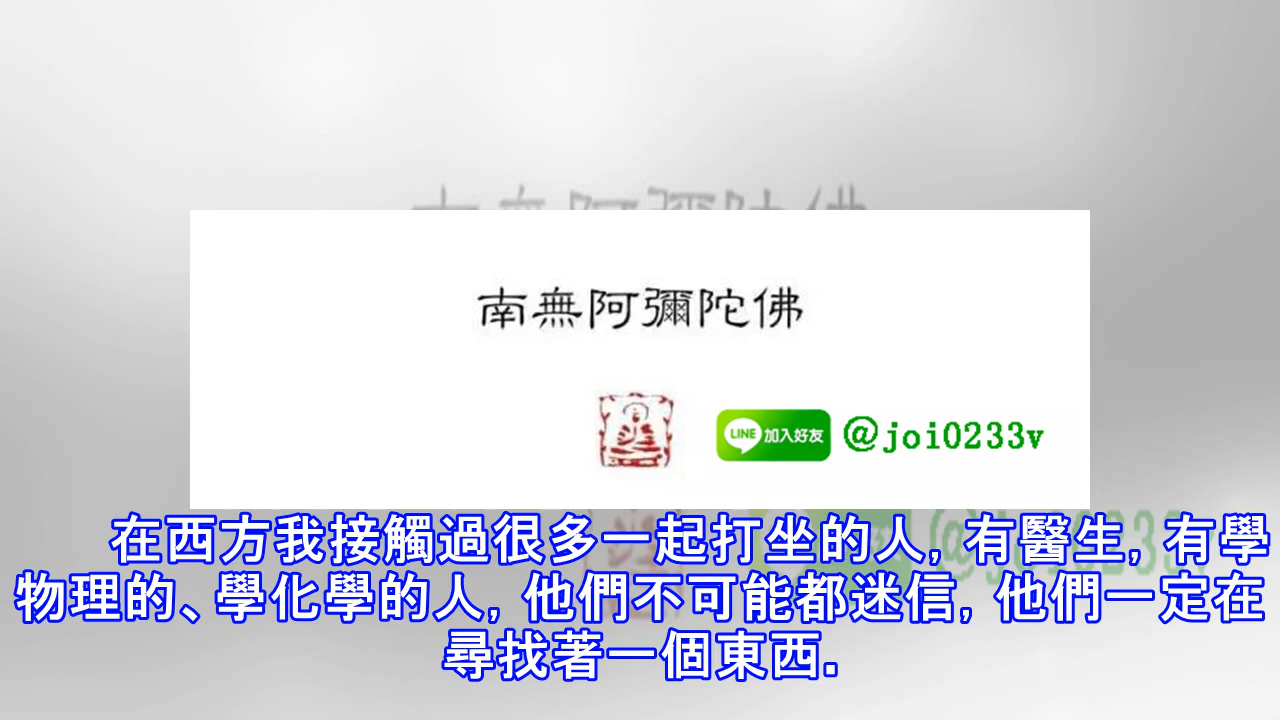 南無阿彌陀佛
LINE 加入好友 @joi0233v
在西方我接觸過很多一起打坐的人, 有醫生, 有學
物理的、學化學的人, 他們不可能都迷信, 他們一定在
尋找著一個東西.